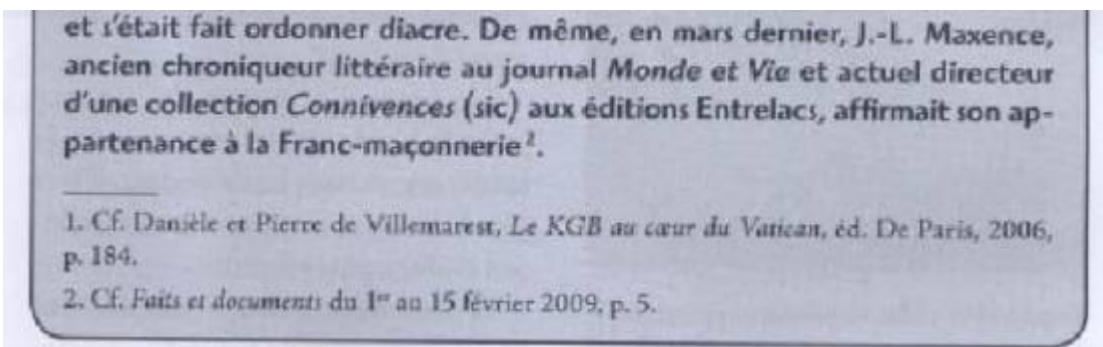 et s'était fait ordonner diacre. De même, en mars dernier, J.-L. Maxence,
ancien chroniqueur littéraire au journal Monde et Vie et actuel directeur
d'une collection Connivences (sic) aux éditions Entrelacs, affirmait son ap-
partenance à la Franc-maçonnerie².
1. Cf. Danièle et Pierre de Villemarest, Le KGB au cœur du Vatican, éd. De Paris, 2006,
p. 184.
2. Cf. Faits et documents du 1er au 15 février 2009, p. 5.